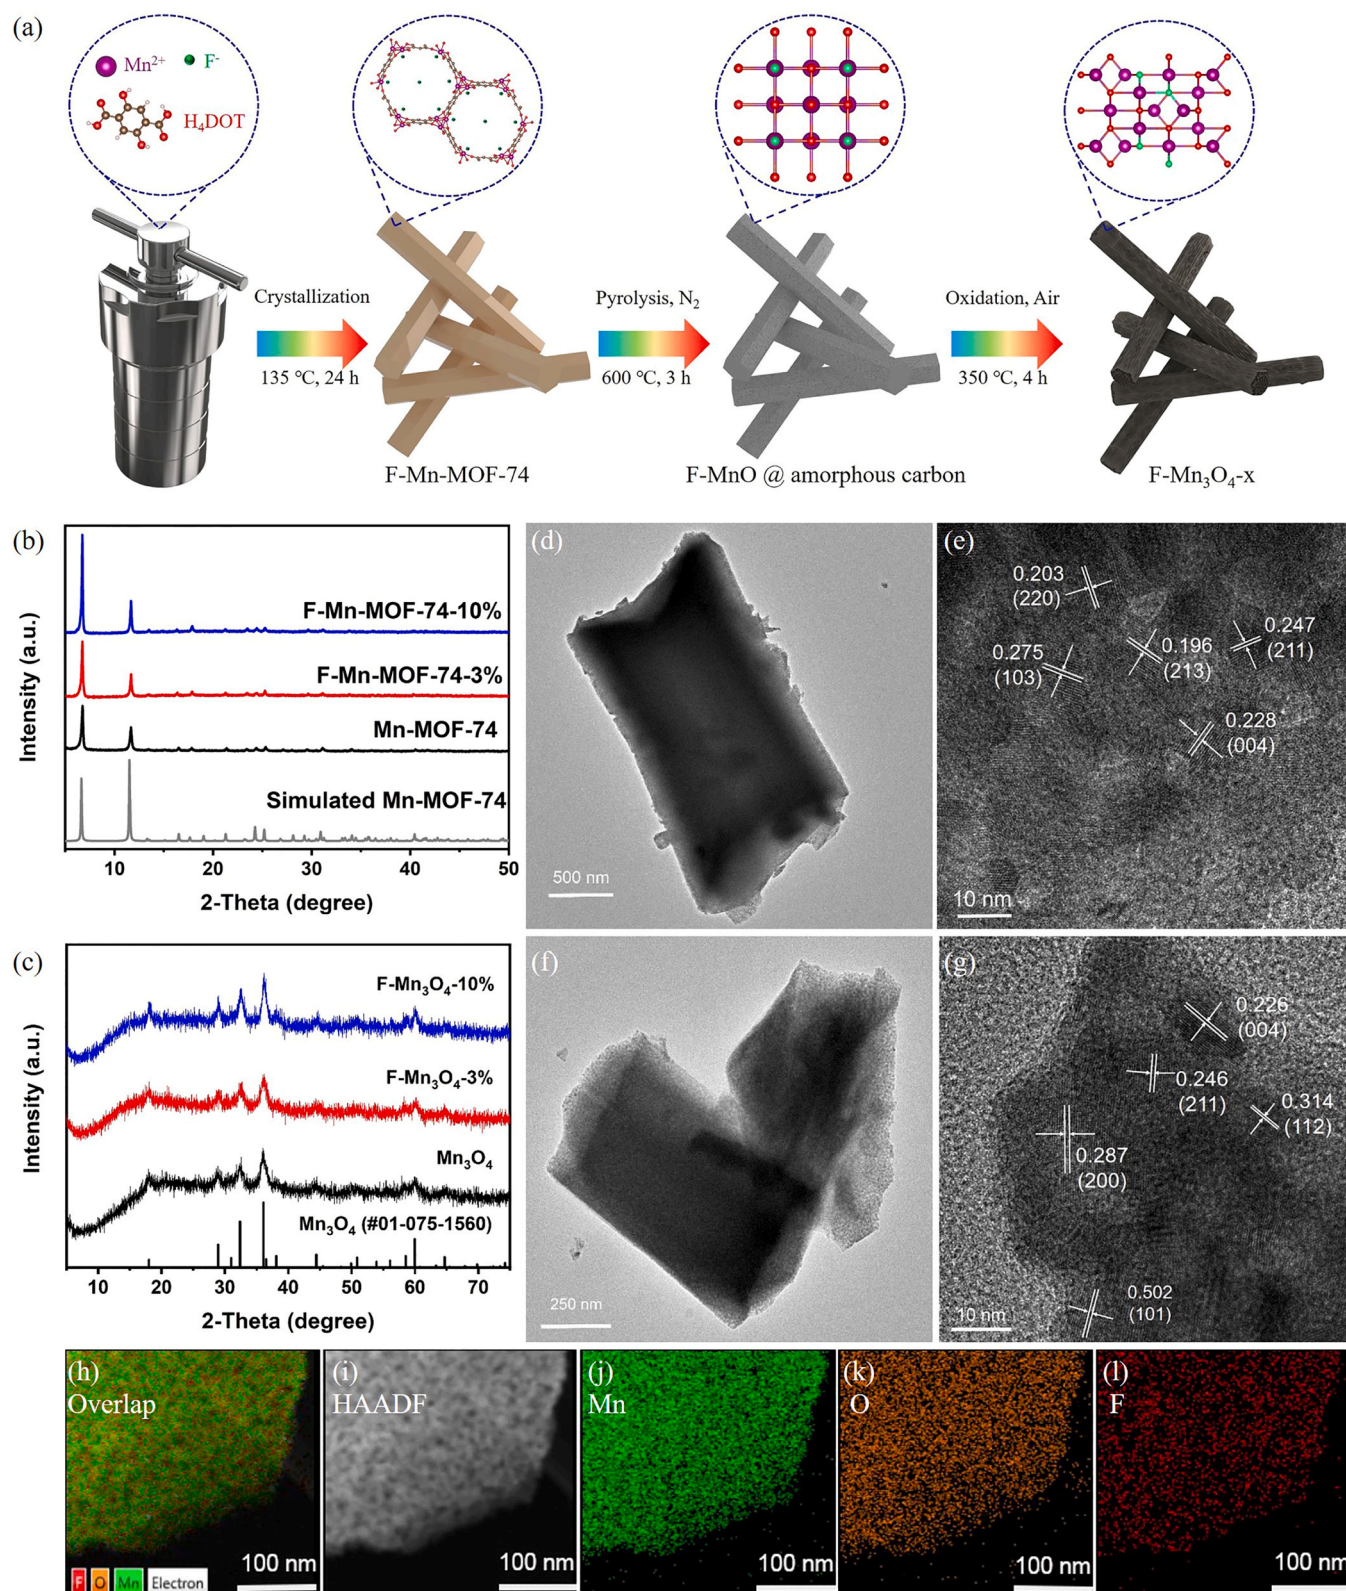 (a)
Mn²⁺
F⁻
H₄DOT
Crystallization
135 °C, 24 h
Pyrolysis, N₂
600 °C, 3 h
Oxidation, Air
350 °C, 4 h
F-Mn-MOF-74
F-MnO @ amorphous carbon
F-Mn₃O₄-x
(b)
Intensity (a.u.)
F-Mn-MOF-74-10%
F-Mn-MOF-74-3%
Mn-MOF-74
Simulated Mn-MOF-74
10 20 30 40 50
2-Theta (degree)
(c)
Intensity (a.u.)
F-Mn₃O₄-10%
F-Mn₃O₄-3%
Mn₃O₄
Mn₃O₄ (#01-075-1560)
10 20 30 40 50 60 70
2-Theta (degree)
(d)
500 nm
(e)
0.203
(220)
0.275
(103)
0.196
(213)
0.247
(211)
0.228
(004)
10 nm
(f)
250 nm
(g)
0.226
(004)
0.246
(211)
0.314
(112)
0.287
(200)
0.502
(101)
10 nm
(h)
Overlap
F O Mn Electron
100 nm
(i)
HAADF
100 nm
(j)
Mn
100 nm
(k)
O
100 nm
(l)
F
100 nm